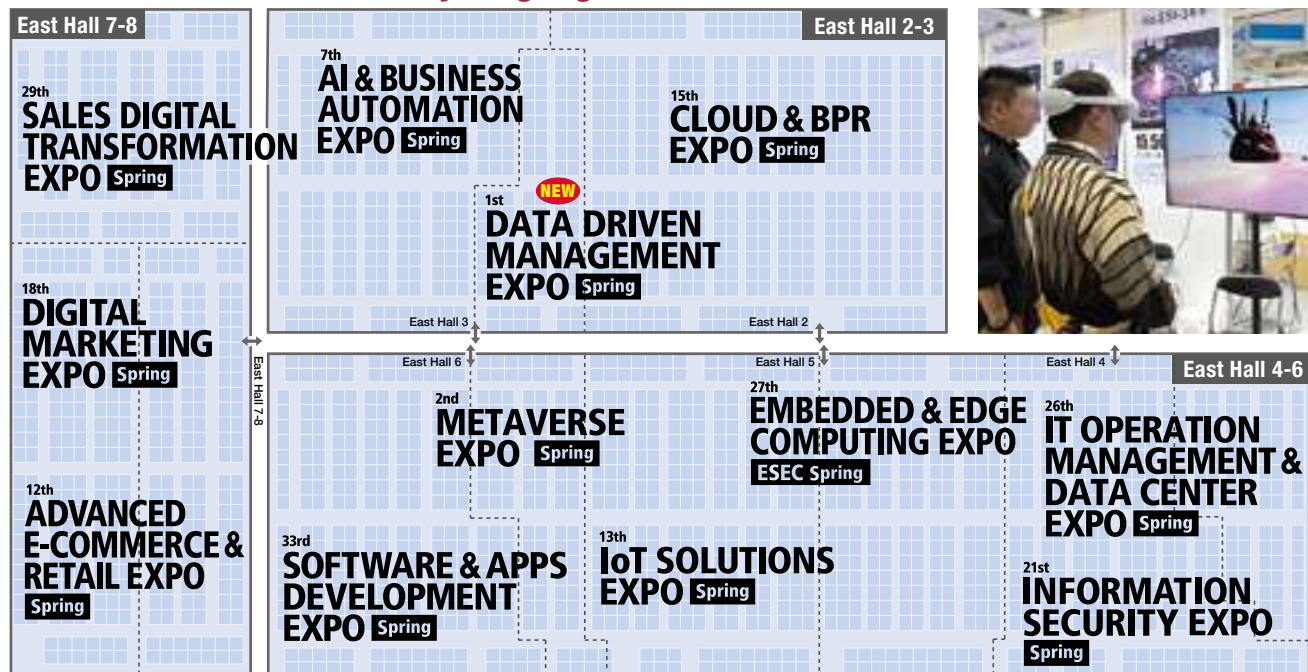 East Hall 7-8
29th
SALES DIGITAL
TRANSFORMATION
EXPO Spring
18th
DIGITAL
MARKETING
EXPO Spring
12th
ADVANCED
E-COMMERCE &
RETAIL EXPO
Spring
East Hall 7-8
East Hall 2-3
7th
AI & BUSINESS
AUTOMATION
EXPO Spring
15th
CLOUD & BPR
EXPO Spring
NEW
1st
DATA DRIVEN
MANAGEMENT
EXPO Spring
East Hall 3
East Hall 2
East Hall 6
East Hall 5
East Hall 4
East Hall 4-6
2nd
METAVERSE
EXPO Spring
27th
EMBEDDED & EDGE
COMPUTING EXPO
ESEC Spring
26th
IT OPERATION
MANAGEMENT &
DATA CENTER
EXPO Spring
33rd
SOFTWARE & APPS
DEVELOPMENT
EXPO Spring
13th
IoT SOLUTIONS
EXPO Spring
21st
INFORMATION
SECURITY EXPO
Spring